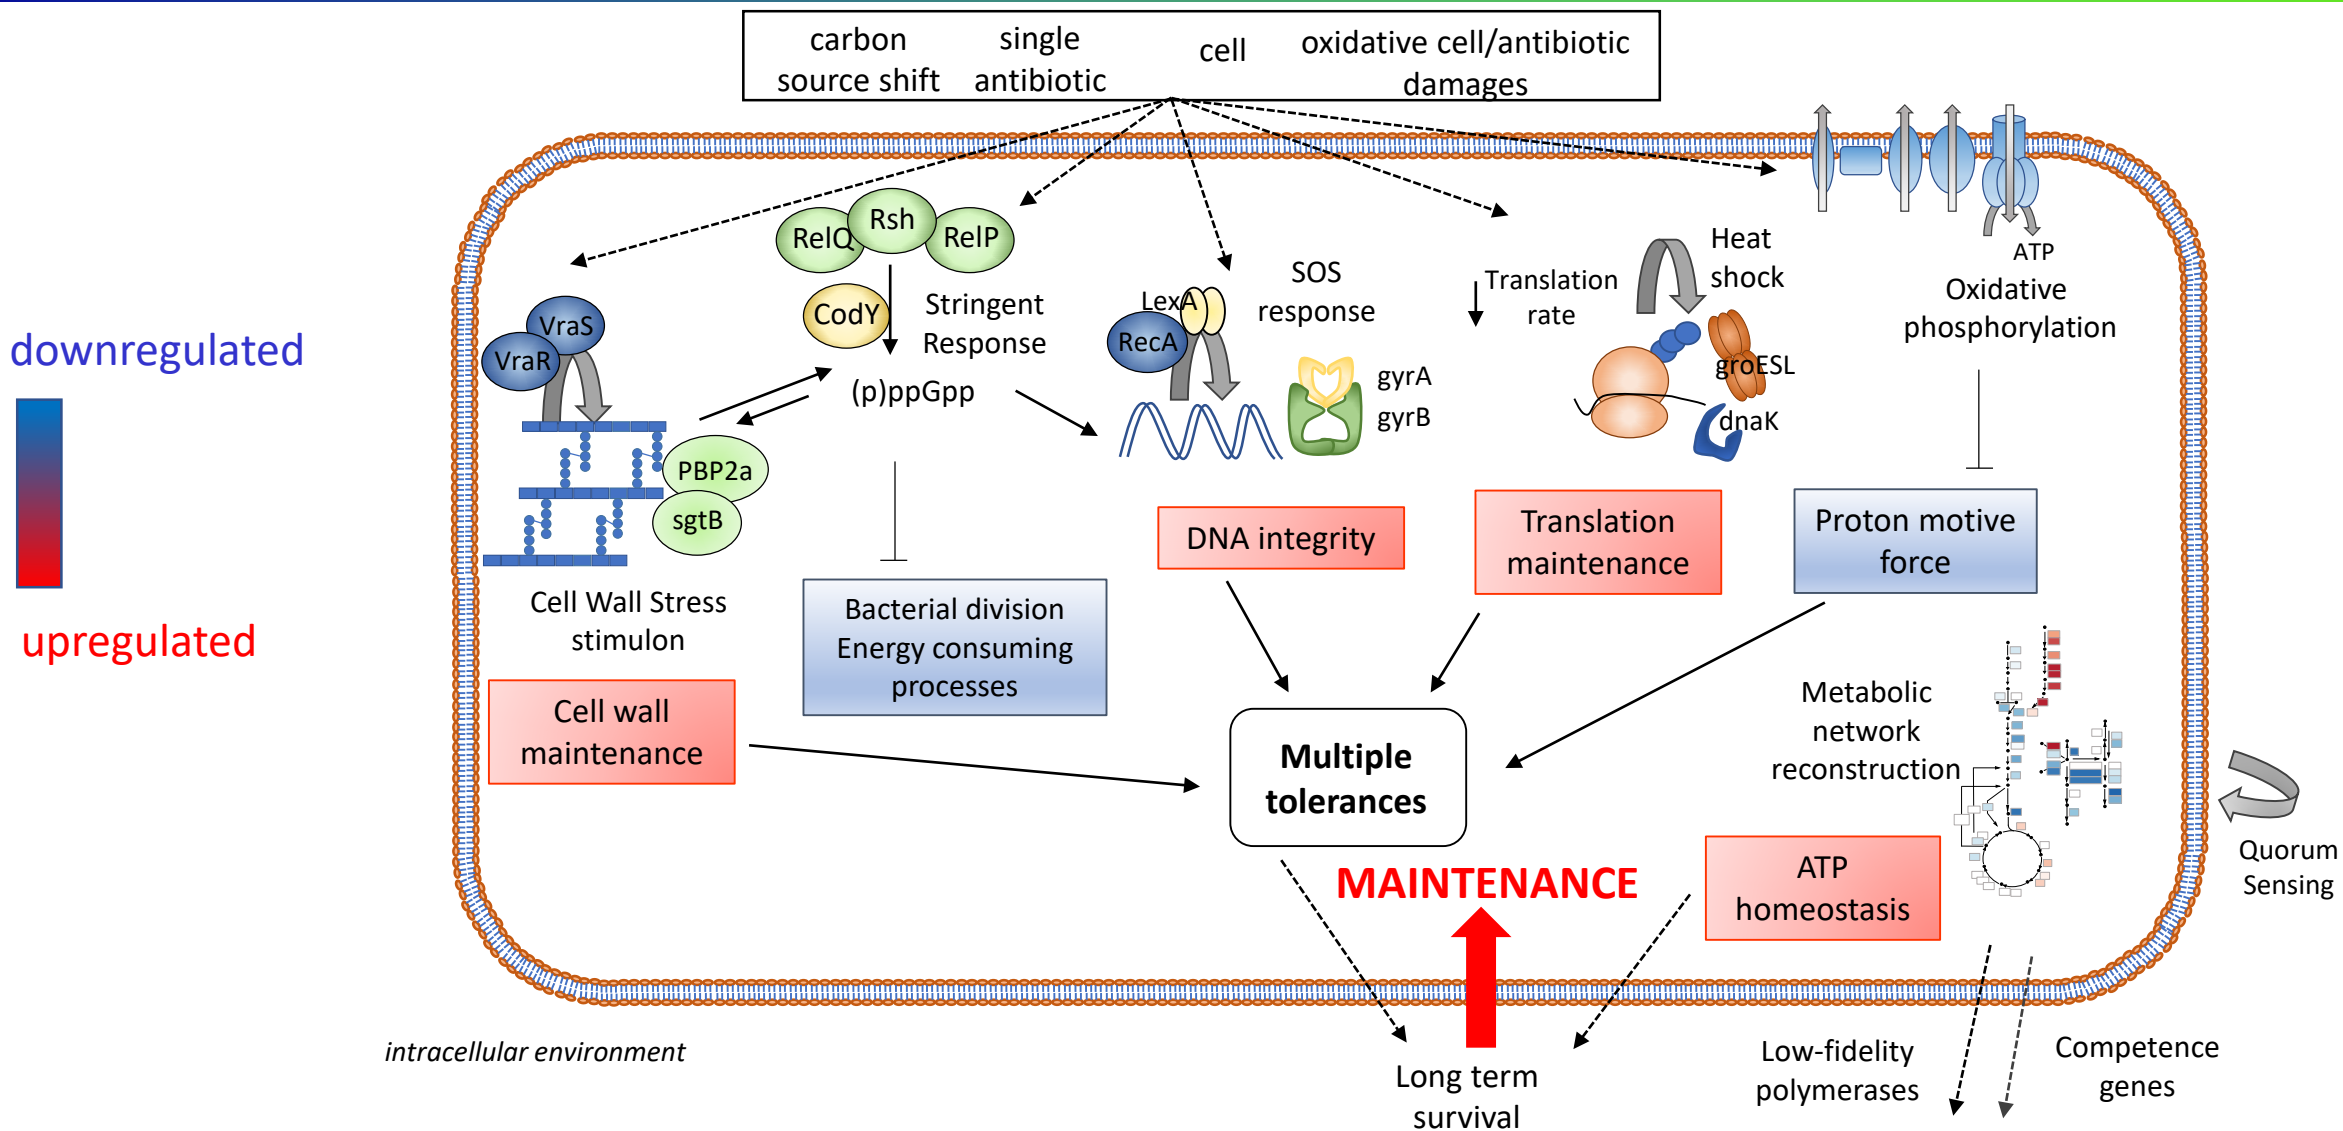 carbon
source shift
single
antibiotic
cell
oxidative cell/antibiotic
damages
downregulated
upregulated
VraS
VraR
RelQ
Rsh
RelP
CodY
Stringent
Response
(p)ppGpp
PBP2a
sgtB
Cell Wall Stress
stimulon
Cell wall
maintenance
Bacterial division
Energy consuming
processes
LexA
RecA
SOS
response
gyrA
gyrB
DNA integrity
Translation
rate
Heat
shock
groESL
dnaK
Translation
maintenance
ATP
Oxidative
phosphorylation
Proton motive
force
Multiple
tolerances
Metabolic
network
reconstruction
ATP
homeostasis
MAINTENANCE
Quorum
Sensing
intracellular environment
Long term
survival
Low-fidelity
polymerases
Competence
genes